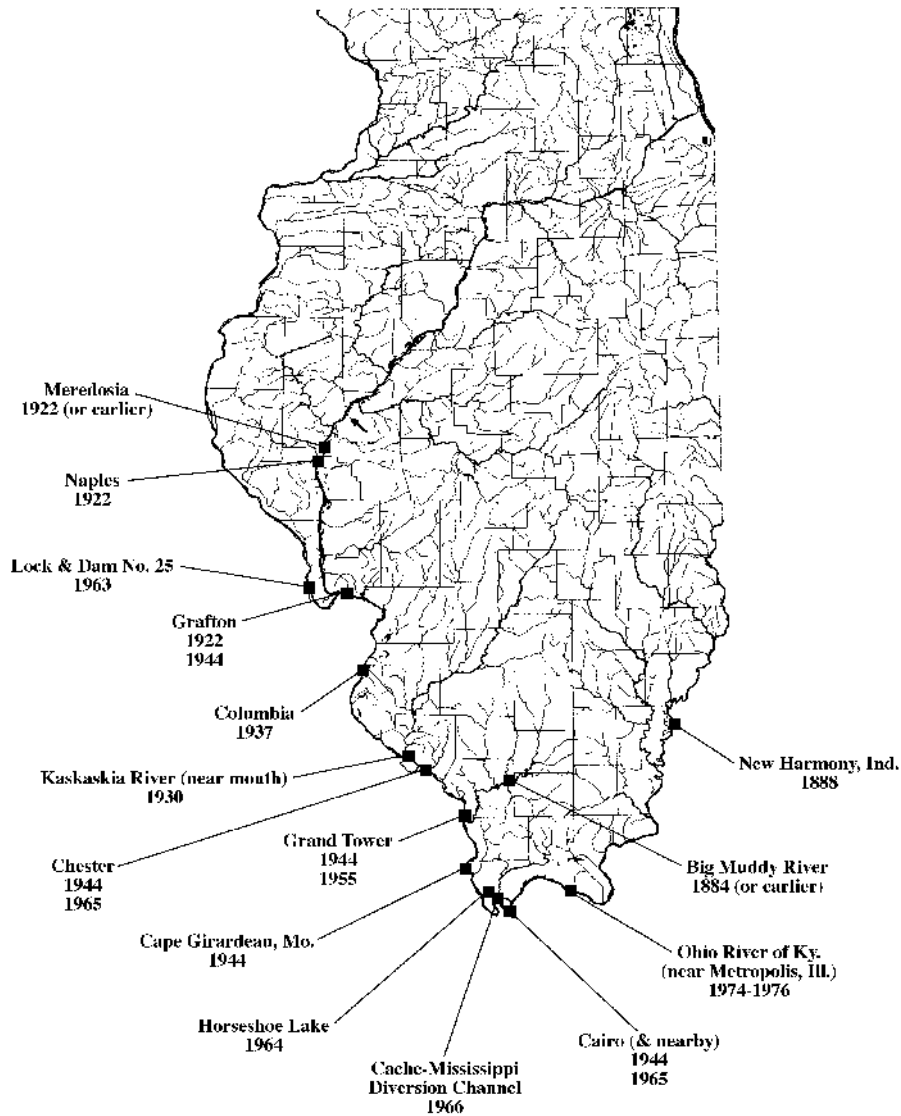 Meredosia
1922 (or earlier)
Naples
1922
Lock & Dam No. 25
1963
Grafton
1922
1944
Columbia
1937
Kaskaskia River (near mouth)
1930
New Harmony, Ind.
1888
Grand Tower
1944
1955
Chester
1944
1965
Big Muddy River
1884 (or earlier)
Cape Girardeau, Mo.
1944
Ohio River of Ky.
(near Metropolis, Ill.)
1974-1976
Horseshoe Lake
1964
Cairo (& nearby)
1944
1965
Cache-Mississippi
Diversion Channel
1966